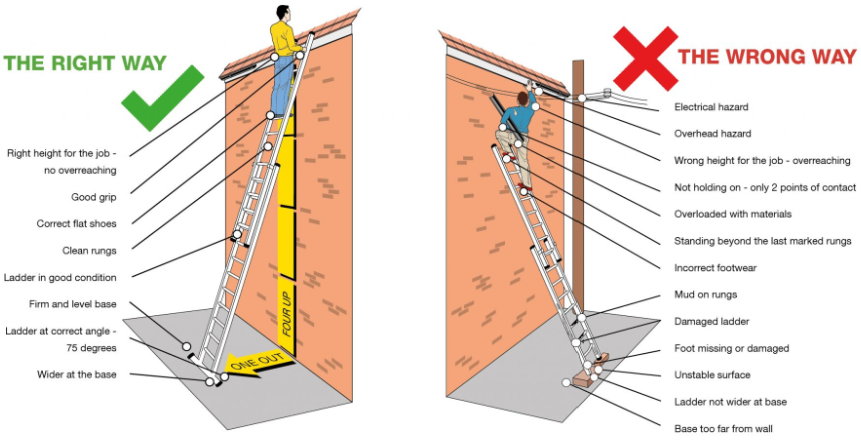 THE RIGHT WAY
Right height for the job -
no overreaching
Good grip
Correct flat shoes
Clean rungs
Ladder in good condition
Firm and level base
Ladder at correct angle -
75 degrees
Wider at the base
FOUR UP
ONE OUT
THE WRONG WAY
Electrical hazard
Overhead hazard
Wrong height for the job - overreaching
Not holding on - only 2 points of contact
Overloaded with materials
Standing beyond the last marked rungs
Incorrect footwear
Mud on rungs
Damaged ladder
Foot missing or damaged
Unstable surface
Ladder not wider at base
Base too far from wall